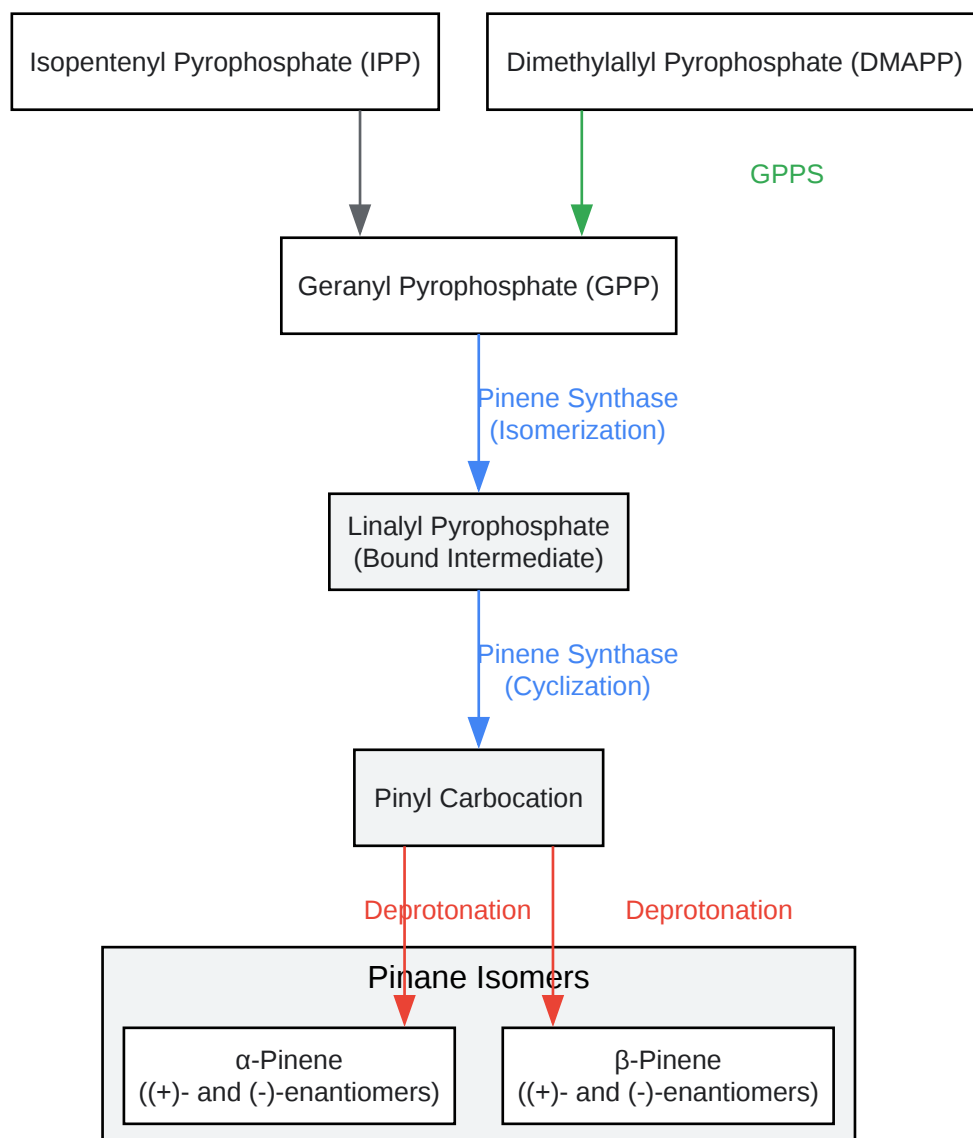 Isopentenyl Pyrophosphate (IPP)
Dimethylallyl Pyrophosphate (DMAPP)
GPPS
Geranyl Pyrophosphate (GPP)
Pinene Synthase
(Isomerization)
Linalyl Pyrophosphate
(Bound Intermediate)
Pinene Synthase
(Cyclization)
Pinyl Carbocation
Deprotonation
Deprotonation
Pinane Isomers
α-Pinene
((+)- and (-)-enantiomers)
β-Pinene
((+)- and (-)-enantiomers)